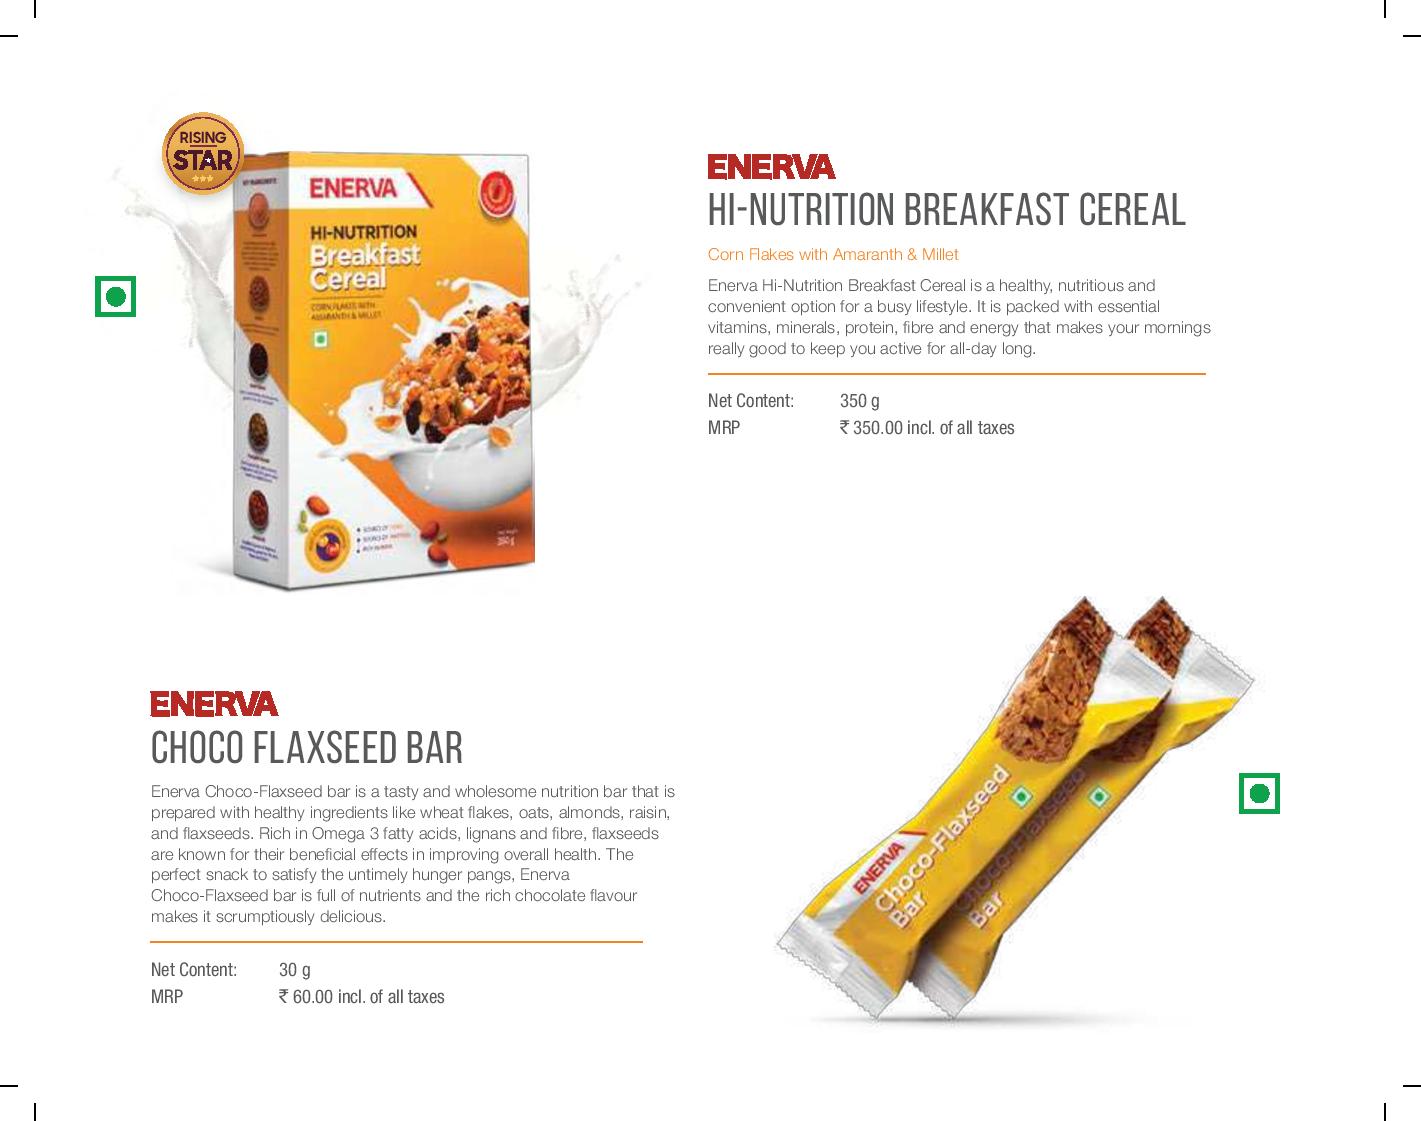 RISING
STAR
ENERVA
HI-NUTRITION
Breakfast
Cereal
CORN FLAKES WITH
AMARANTH & MILLET
350 g
ENERVA
HI-NUTRITION BREAKFAST CEREAL
Corn Flakes with Amaranth & Millet
Enerva Hi-Nutrition Breakfast Cereal is a healthy, nutritious and
convenient option for a busy lifestyle. It is packed with essential
vitamins, minerals, protein, fibre and energy that makes your mornings
really good to keep you active for all-day long.
Net Content: 350 g
MRP ₹ 350.00 incl. of all taxes
ENERVA
CHOCO FLAXSEED BAR
Enerva Choco-Flaxseed bar is a tasty and wholesome nutrition bar that is
prepared with healthy ingredients like wheat flakes, oats, almonds, raisin,
and flaxseeds. Rich in Omega 3 fatty acids, lignans and fibre, flaxseeds
are known for their beneficial effects in improving overall health. The
perfect snack to satisfy the untimely hunger pangs, Enerva
Choco-Flaxseed bar is full of nutrients and the rich chocolate flavour
makes it scrumptiously delicious.
Net Content: 30 g
MRP ₹ 60.00 incl. of all taxes
ENERVA
Choco-Flaxseed
Bar
Choco-Flaxseed
Bar